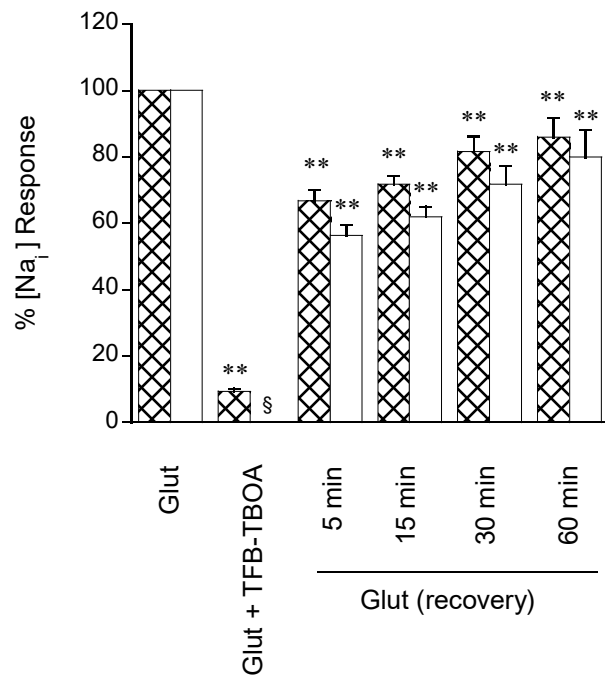 120
100
80
60
40
20
0
% [Na i ] Response
**
§
**
**
**
**
**
**
**
**
Glut
Glut + TFB-TBOA
5 min
15 min
30 min
60 min
Glut (recovery)